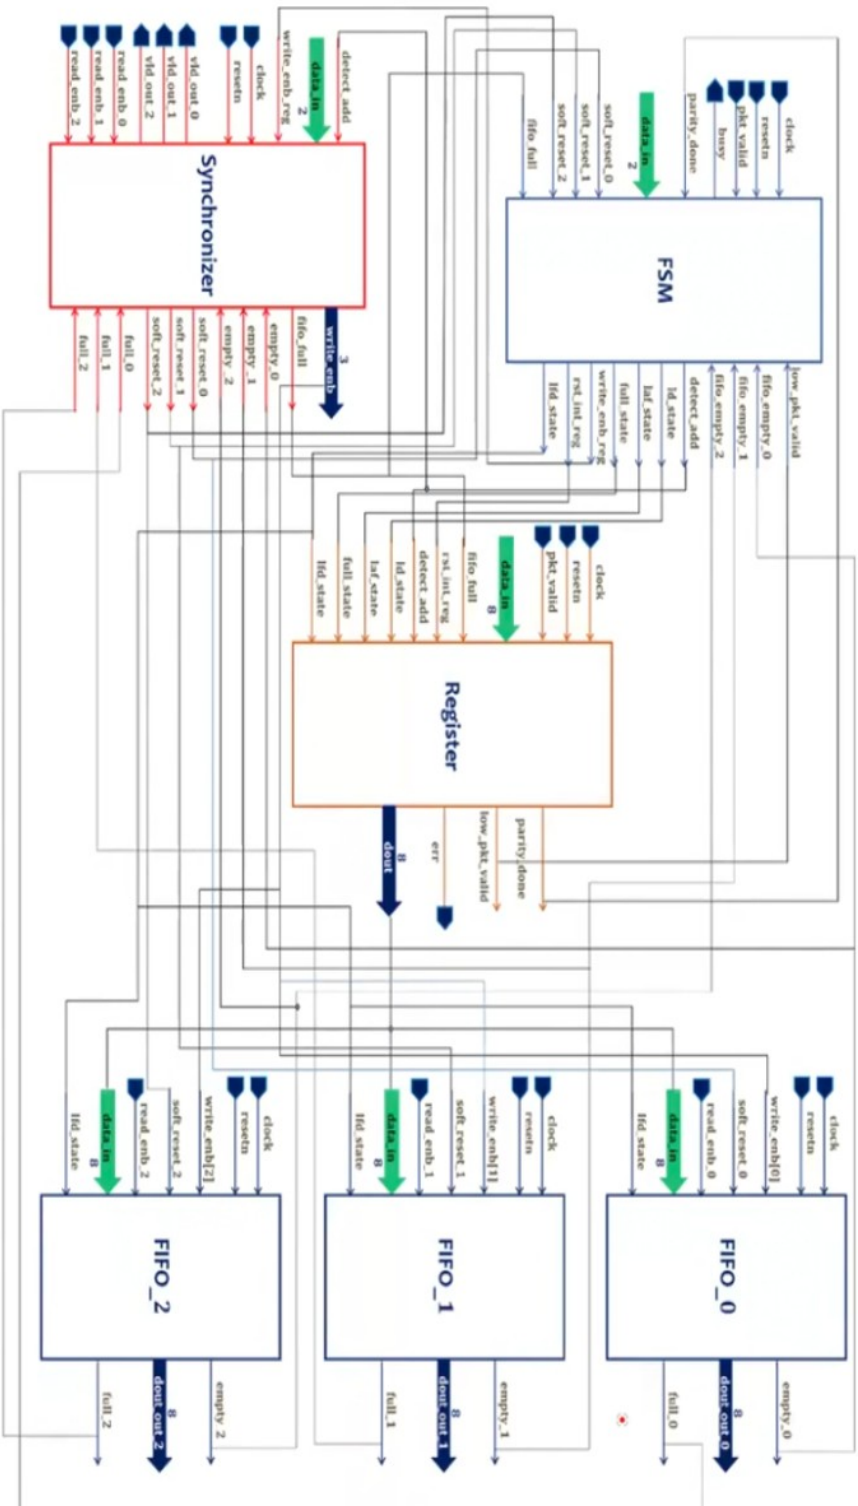 read_enb_2
read_enb_1
read_enb_0
vld_out_2
vld_out_1
vld_out_0
resetn
clock
write_enb_reg
data_in
2
detect_add
Synchronizer
full_2
full_1
full_0
soft_reset_2
soft_reset_1
soft_reset_0
empty_2
empty_1
empty_0
fifo_full
write_enb
3
fifo_full
soft_reset_2
soft_reset_1
soft_reset_0
data_in
2
parity_done
busy
pkt_valid
resetn
clock
FSM
lfd_state
rst_int_reg
write_enb_reg
full_state
laf_state
ld_state
detect_add
fifo_empty_2
fifo_empty_1
fifo_empty_0
low_pkt_valid
lfd_state
full_state
laf_state
ld_state
detect_add
rst_int_reg
fifo_full
data_in
8
pkt_valid
resetn
clock
Register
dout
8
err
low_pkt_valid
parity_done
lfd_state
data_in
8
read_enb_2
soft_reset_2
write_enb[2]
resetn
clock
FIFO_2
full_2
dout_out_2
8
empty_2
lfd_state
data_in
8
read_enb_1
soft_reset_1
write_enb[1]
resetn
clock
FIFO_1
full_1
dout_out_1
8
empty_1
lfd_state
data_in
8
read_enb_0
soft_reset_0
write_enb[0]
resetn
clock
FIFO_0
full_0
dout_out_0
8
empty_0